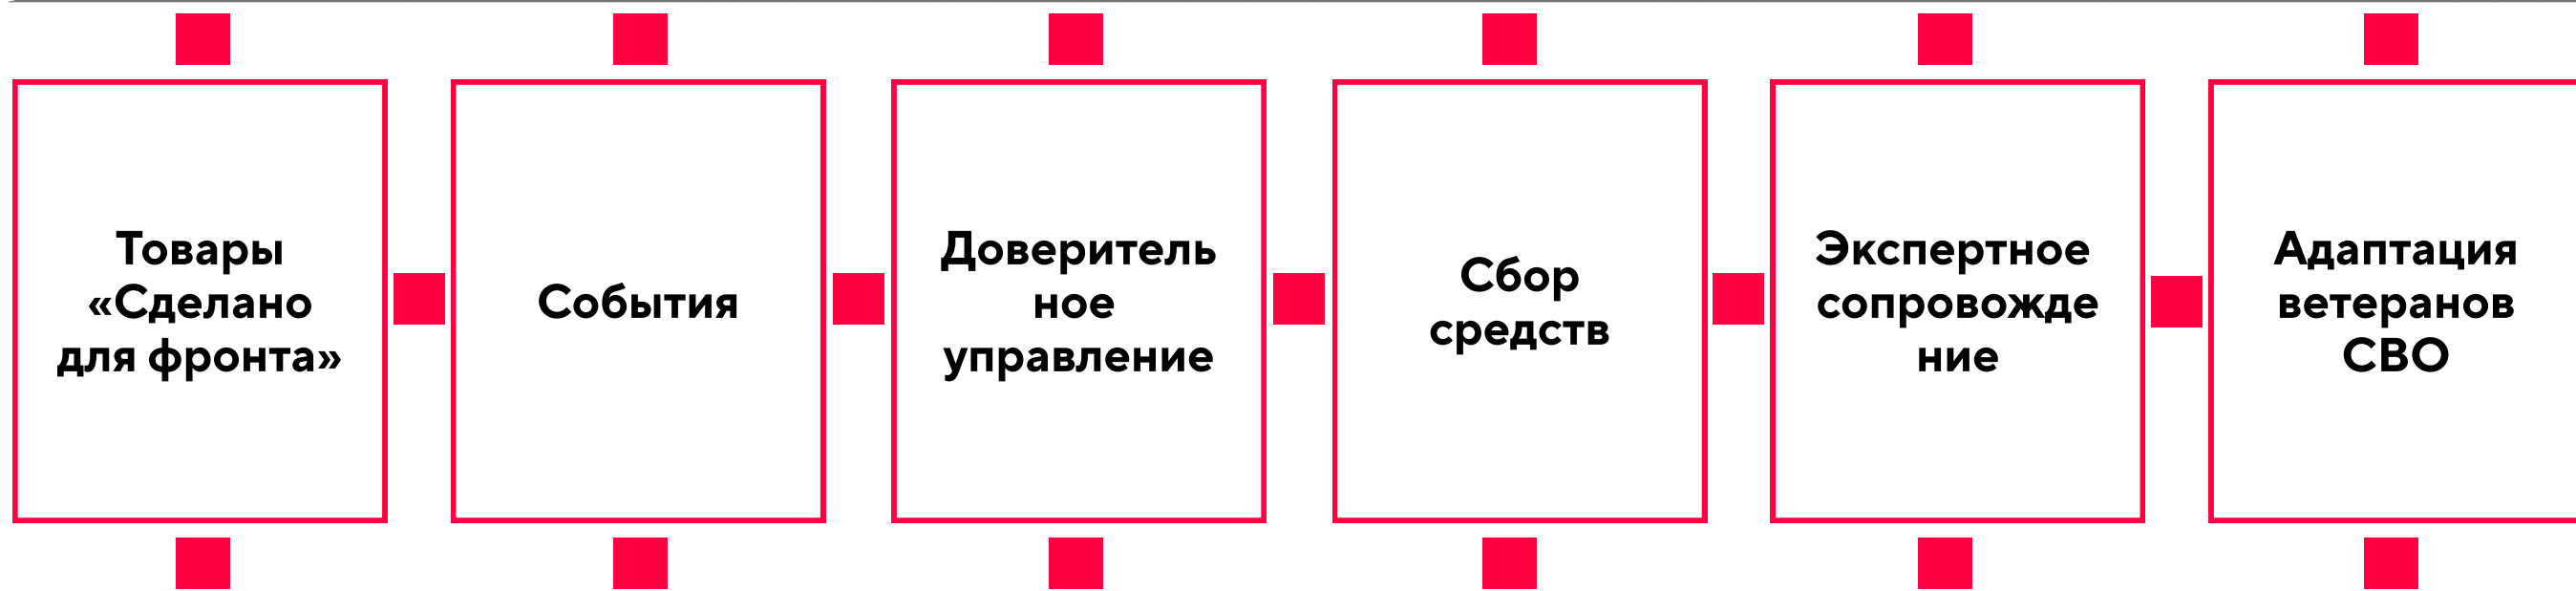 Товары
«Сделано
для фронта»
События
Доверитель
ное
управление
Сбор
средств
Экспертное
сопровожде
ние
Адаптация
ветеранов
СВО